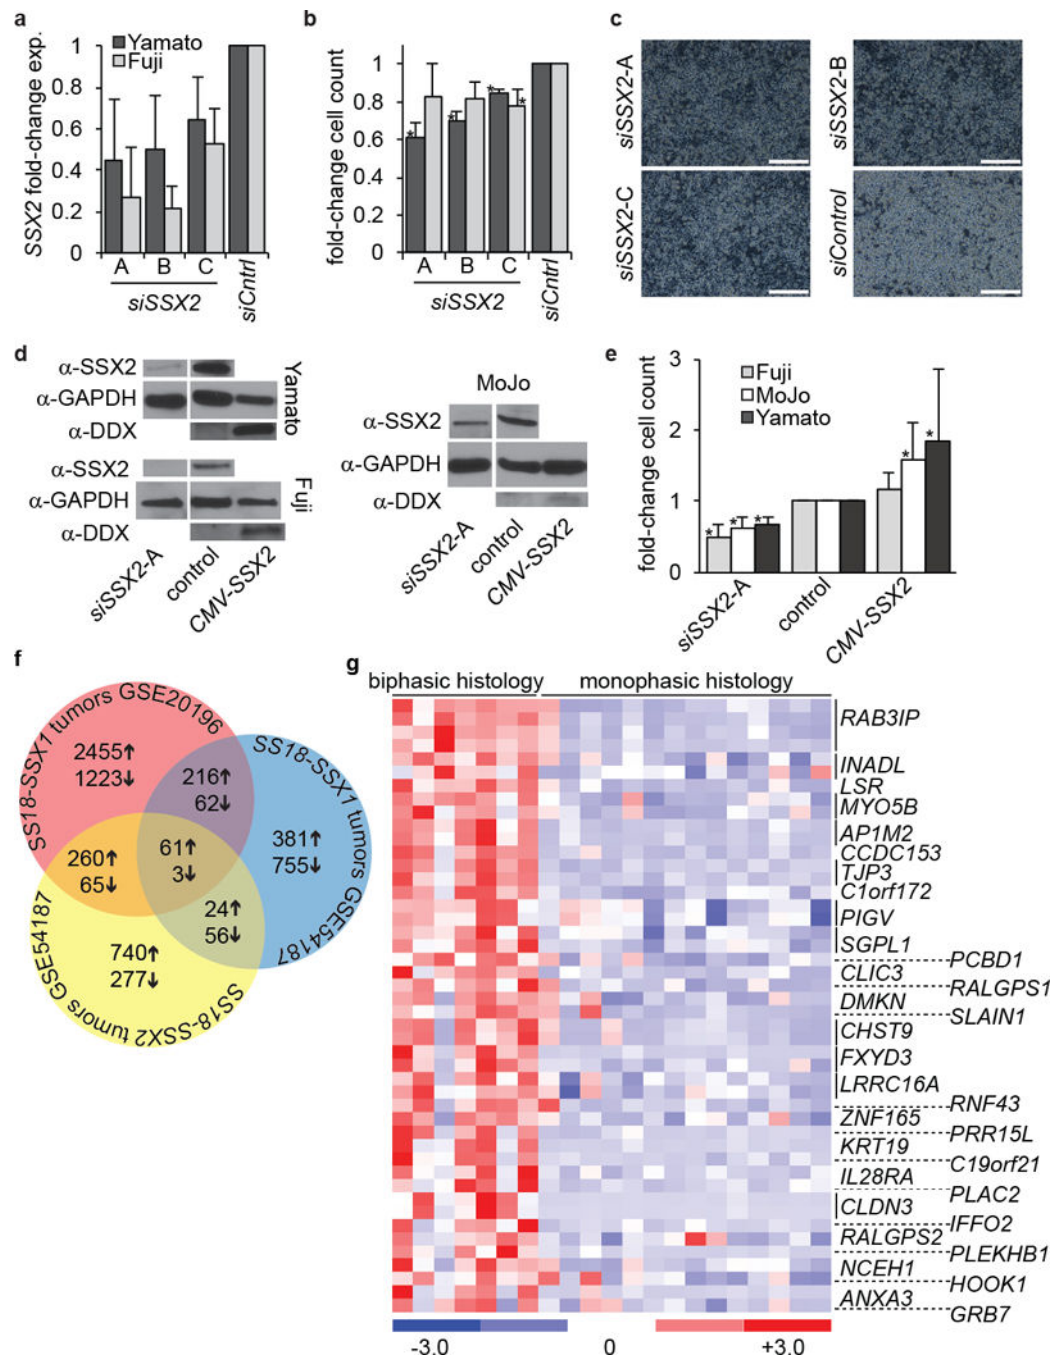 a
SSX2 fold-change exp.
1
0.8
0.6
0.4
0.2
0
Yamato
Fuji
A B C
siSSX2
siCntrl
b
fold-change cell count
1
0.8
0.6
0.4
0.2
0
* * * *
A B C
siSSX2
siCntrl
c
siSSX2-A
siSSX2-B
siSSX2-C
siControl
d
α-SSX2
α-GAPDH
α-DDX
Yamato
α-SSX2
α-GAPDH
α-DDX
Fuji
siSSX2-A
control
CMV-SSX2
MoJo
α-SSX2
α-GAPDH
α-DDX
siSSX2-A
control
CMV-SSX2
e
fold-change cell count
3
2
1
0
Fuji
MoJo
Yamato
* * * * *
siSSX2-A
control
CMV-SSX2
f
SS18-SSX1 tumors GSE20196
2455↑
1223↓
216↑
62↓
SS18-SSX1 tumors GSE54187
381↑
755↓
260↑
65↓
61↑
3↓
24↑
56↓
740↑
277↓
SS18-SSX2 tumors GSE54187
g
biphasic histology monophasic histology
RAB3IP
INADL
LSR
MYO5B
AP1M2
CCDC153
TJP3
C1orf172
PIGV
SGPL1
PCBD1
CLIC3
RALGPS1
DMKN
SLAIN1
CHST9
FXYD3
LRRC16A
RNF43
ZNF165
PRR15L
KRT19
C19orf21
IL28RA
PLAC2
CLDN3
IFFO2
RALGPS2
PLEKHB1
NCEH1
HOOK1
ANXA3
GRB7
-3.0 0 +3.0